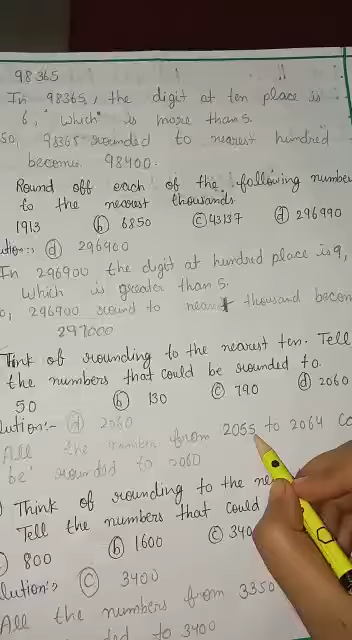 98365
In 98365, the digit at ten place is
6, which is more than 5.
so, 98365 rounded to nearest hundred
becomes 98400.
Round off each of the following number
to the nearest thousands.
1913 (b) 6850 (c) 43137 (d) 296990
ution:- (d) 296900
In 296900 the digit at hundred place is 9,
which is greater than 5.
o, 296900 round to nearest thousand becom
297000
Think of rounding to the nearest ten. Tell
the numbers that could be rounded to.
50 (b) 130 (c) 790 (d) 2060
lution:- (d) 2060
All the number from 2055 to 2064 co
be rounded to 2060
Think of rounding to the ne
Tell the numbers that could
800 (b) 1600 (c) 340
lution:- (c) 3400
All the numbers from 3350
ded to 3400